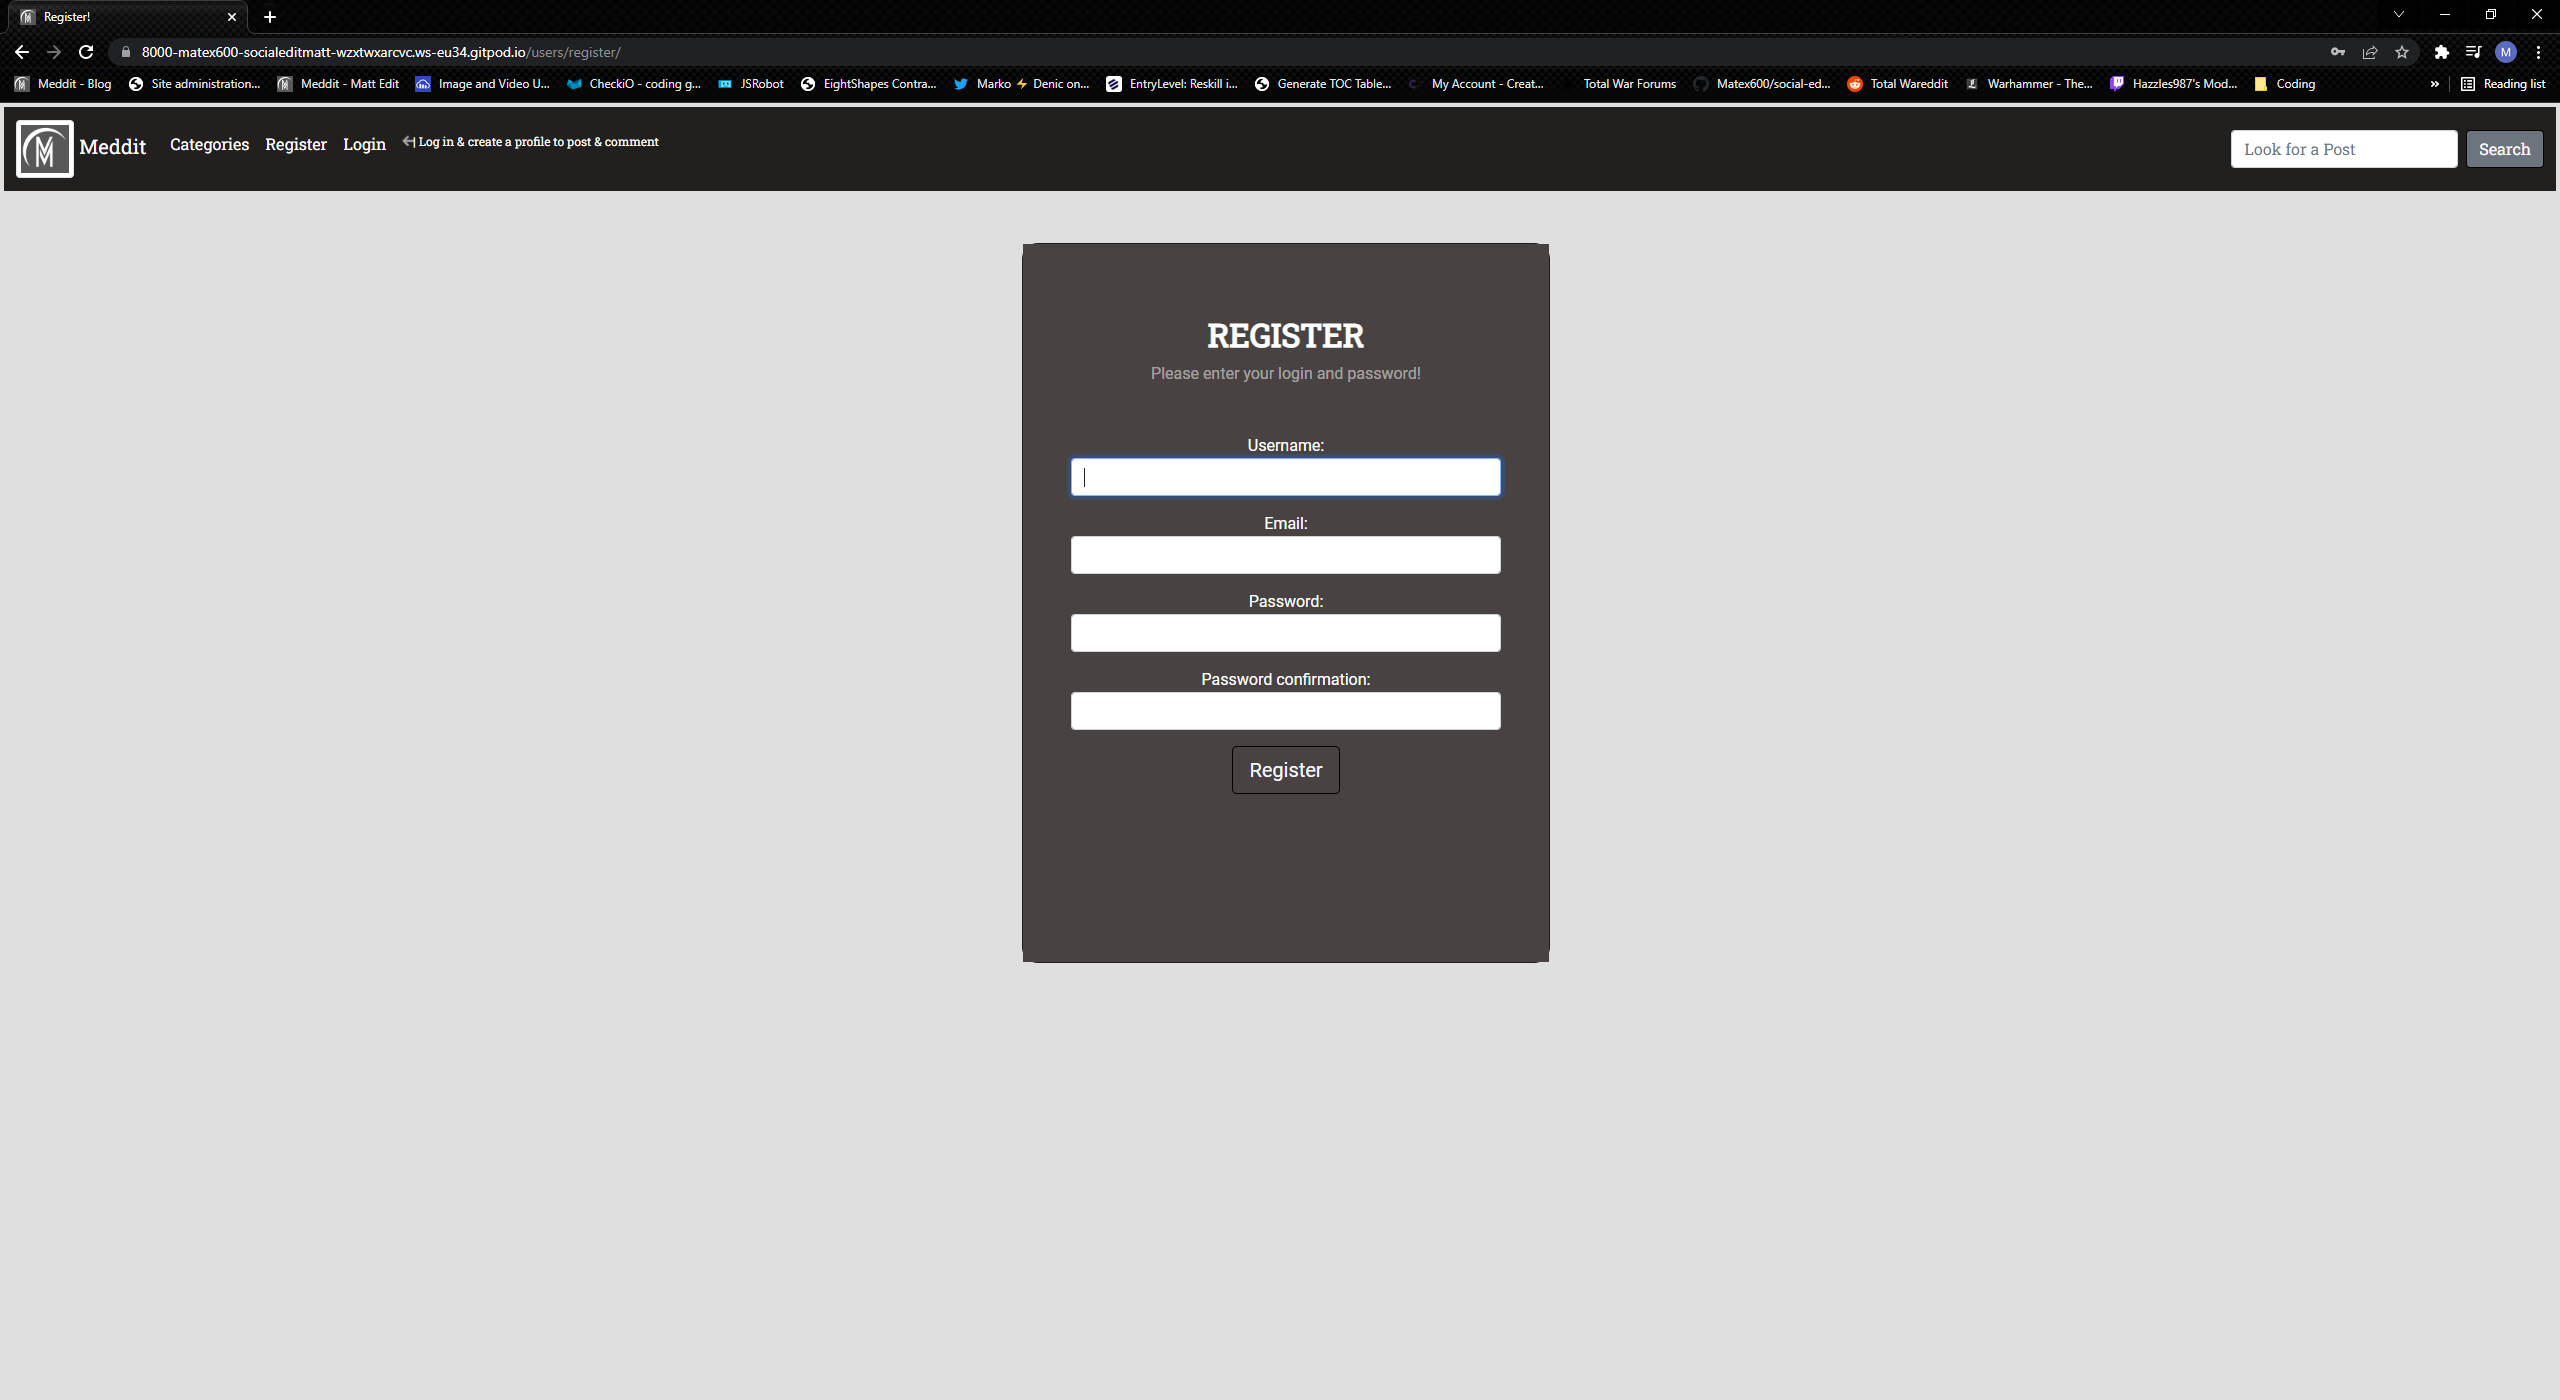 Register!
8000-matex600-socialeditmatt-wzxtwxarcvc.ws-eu34.gitpod.io/users/register/
M
Meddit - Blog Site administration... Meddit - Matt Edit Image and Video U... CheckiO - coding g... JSRobot EightShapes Contra... Marko ⚡ Denic on... EntryLevel: Reskill i... Generate TOC Table... My Account - Creat... Total War Forums Matex600/social-ed... Total Wareddit Warhammer - The... Hazzles987's Mod... Coding » Reading list
Meddit Categories Register Login Log in & create a profile to post & comment Look for a Post Search
REGISTER
Please enter your login and password!
Username:
Email:
Password:
Password confirmation:
Register